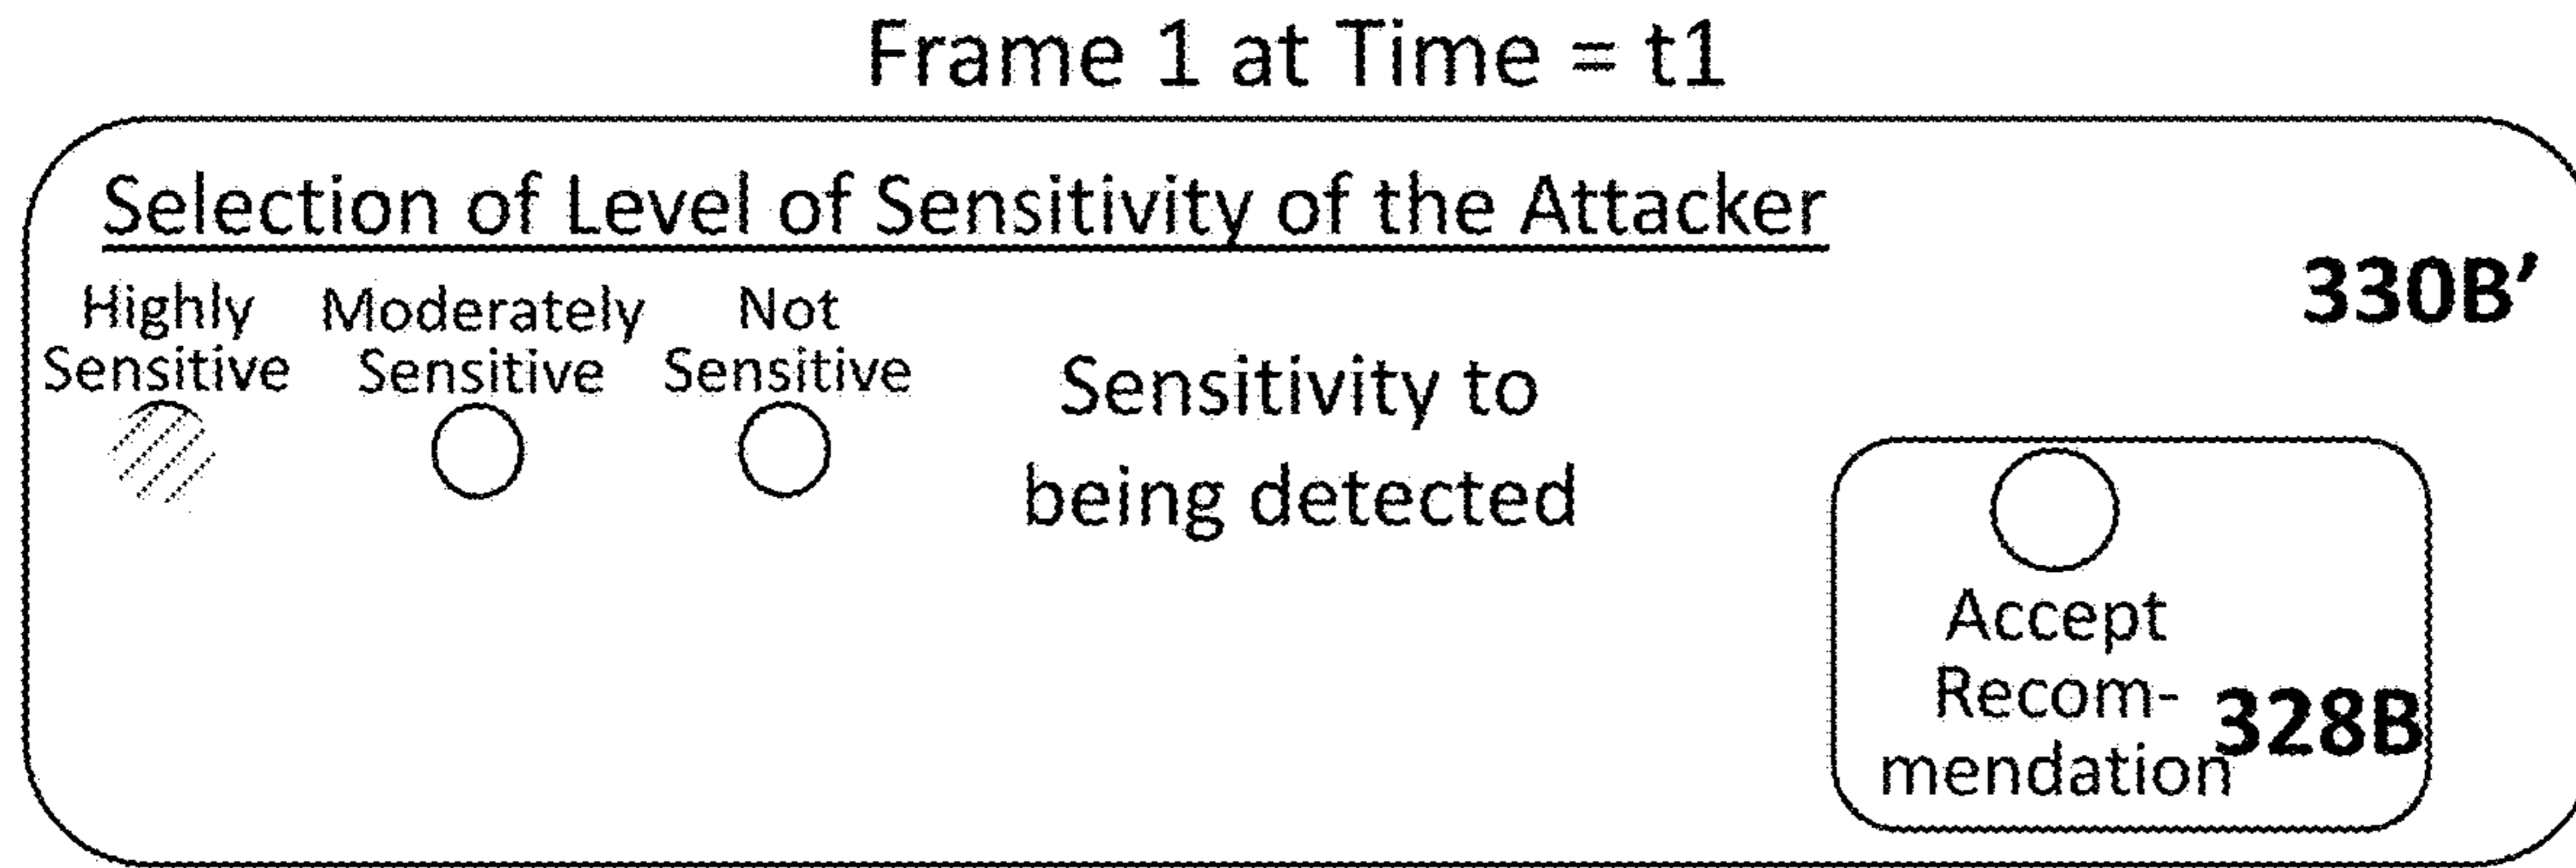 Frame 1 at Time = t1
Selection of Level of Sensitivity of the Attacker
330B’
Highly Sensitive
Moderately Sensitive
Not Sensitive
Sensitivity to
being detected
Accept
Recom-
mendation
328B